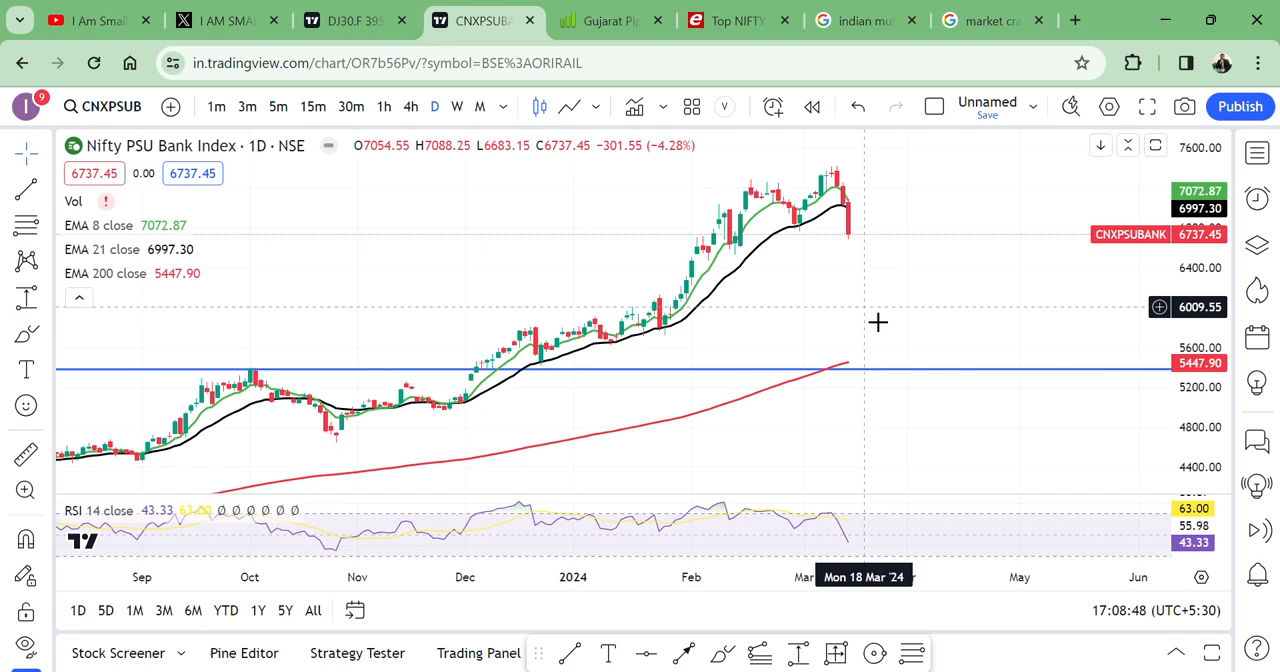 I Am Small
I AM SMA
DJ30.F 395
CNXPSUBA
Gujarat Pip
Top NIFTY
indian mu
market cra
in.tradingview.com/chart/OR7b56Pv/?symbol=BSE%3AORIRAIL
I 9 CNXPSUB 1m 3m 5m 15m 30m 1h 4h D W M V Unnamed Save Publish
Nifty PSU Bank Index · 1D · NSE O7054.55 H7088.25 L6683.15 C6737.45 −301.55 (−4.28%)
6737.45 0.00 6737.45
Vol !
EMA 8 close 7072.87
EMA 21 close 6997.30
EMA 200 close 5447.90
7600.00
7072.87
6997.30
CNXPSUBANK 6737.45
6400.00
6009.55
5600.00
5447.90
5200.00
4800.00
4400.00
RSI 14 close 43.33 63.00 Ø Ø Ø Ø Ø Ø
63.00
55.98
43.33
Sep Oct Nov Dec 2024 Feb Mar Mon 18 Mar '24 May Jun
1D 5D 1M 3M 6M YTD 1Y 5Y All 17:08:48 (UTC+5:30)
Stock Screener Pine Editor Strategy Tester Trading Panel